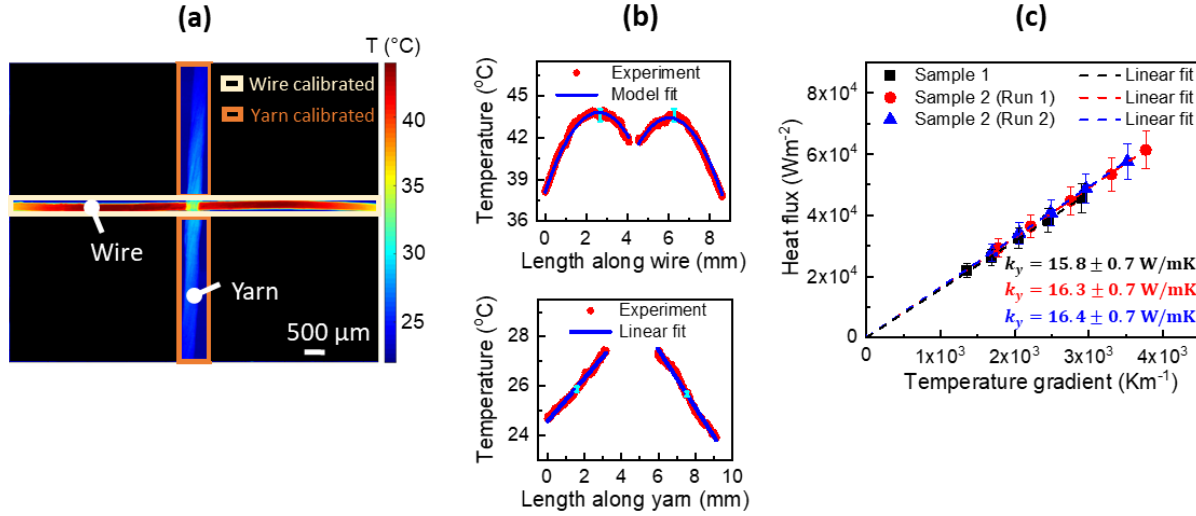 (a)
T (°C)
Wire calibrated
Yarn calibrated
Wire
Yarn
500 µm
40
35
30
25
(b)
Temperature (°C)
45
42
39
36
Experiment
Model fit
0 2 4 6 8
Length along wire (mm)
Temperature (°C)
28
26
24
Experiment
Linear fit
0 2 4 6 8 10
Length along yarn (mm)
(c)
Heat flux (Wm⁻²)
8x10⁴
6x10⁴
4x10⁴
2x10⁴
0
Sample 1 Linear fit
Sample 2 (Run 1) Linear fit
Sample 2 (Run 2) Linear fit
k_y = 15.8 ± 0.7 W/mK
k_y = 16.3 ± 0.7 W/mK
k_y = 16.4 ± 0.7 W/mK
0 1x10³ 2x10³ 3x10³ 4x10³
Temperature gradient (Km⁻¹)